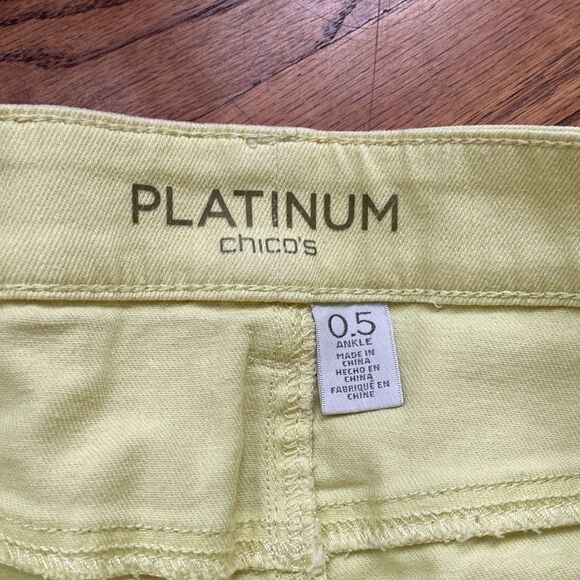 PLATINUM
chico's
0.5
ANKLE
MADE IN
CHINA
HECHO EN
CHINA
FABRIQUÉ EN
CHINE